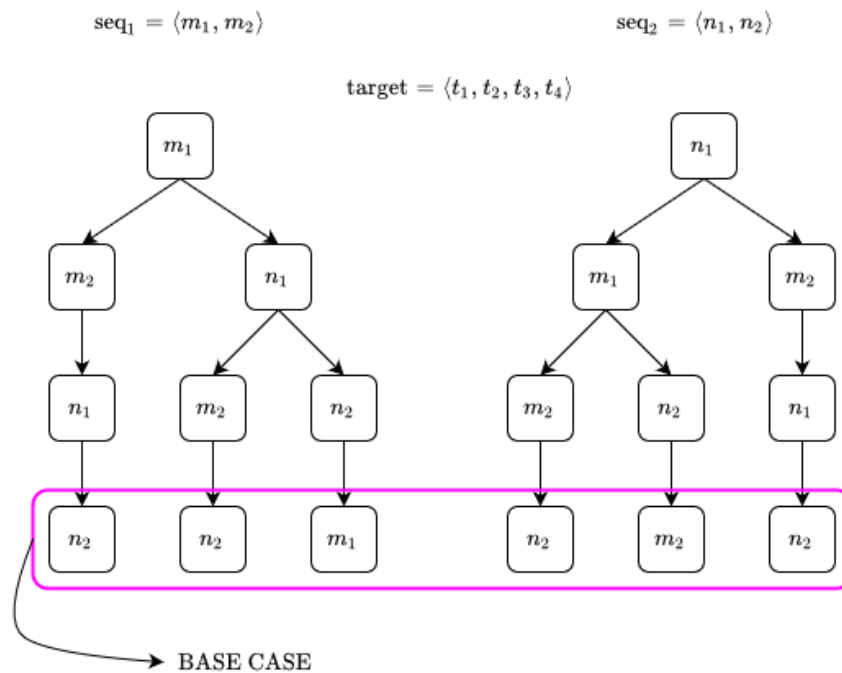 seq₁ = ⟨m₁, m₂⟩ seq₂ = ⟨n₁, n₂⟩
target = ⟨t₁, t₂, t₃, t₄⟩
m₁ n₁
m₂ n₁ m₁ m₂
n₁ m₂ n₂ m₂ n₂ n₁
n₂ n₂ m₁ n₂ m₂ n₂
BASE CASE